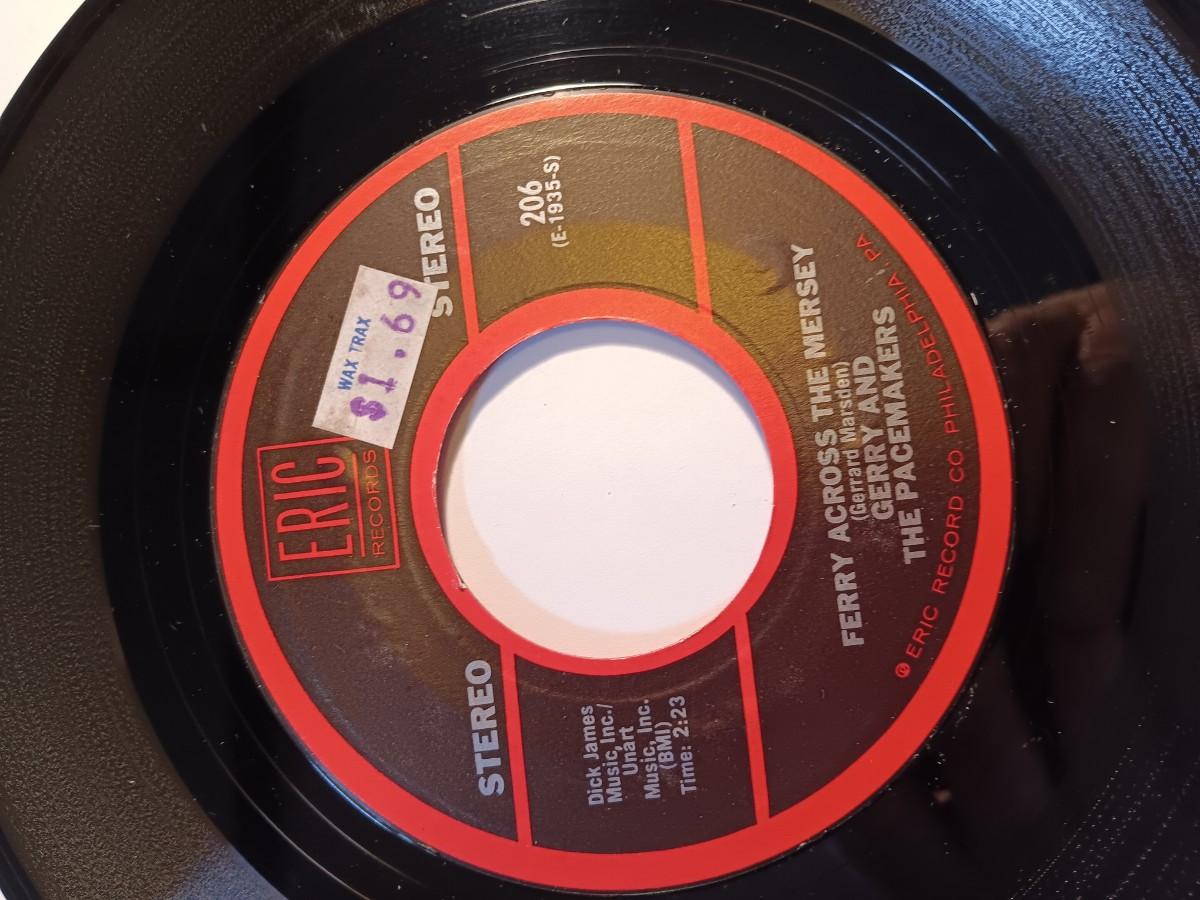 ERIC
RECORDS
WAX TRAX
$1.69
STEREO
STEREO
Dick James
Music, Inc./
Unart
Music, Inc.
(BMI)
Time: 2:23
206
(E-1935-S)
FERRY ACROSS THE MERSEY
(Gerrard Marsden)
GERRY AND
THE PACEMAKERS
℗ ERIC RECORD CO. PHILADELPHIA, PA